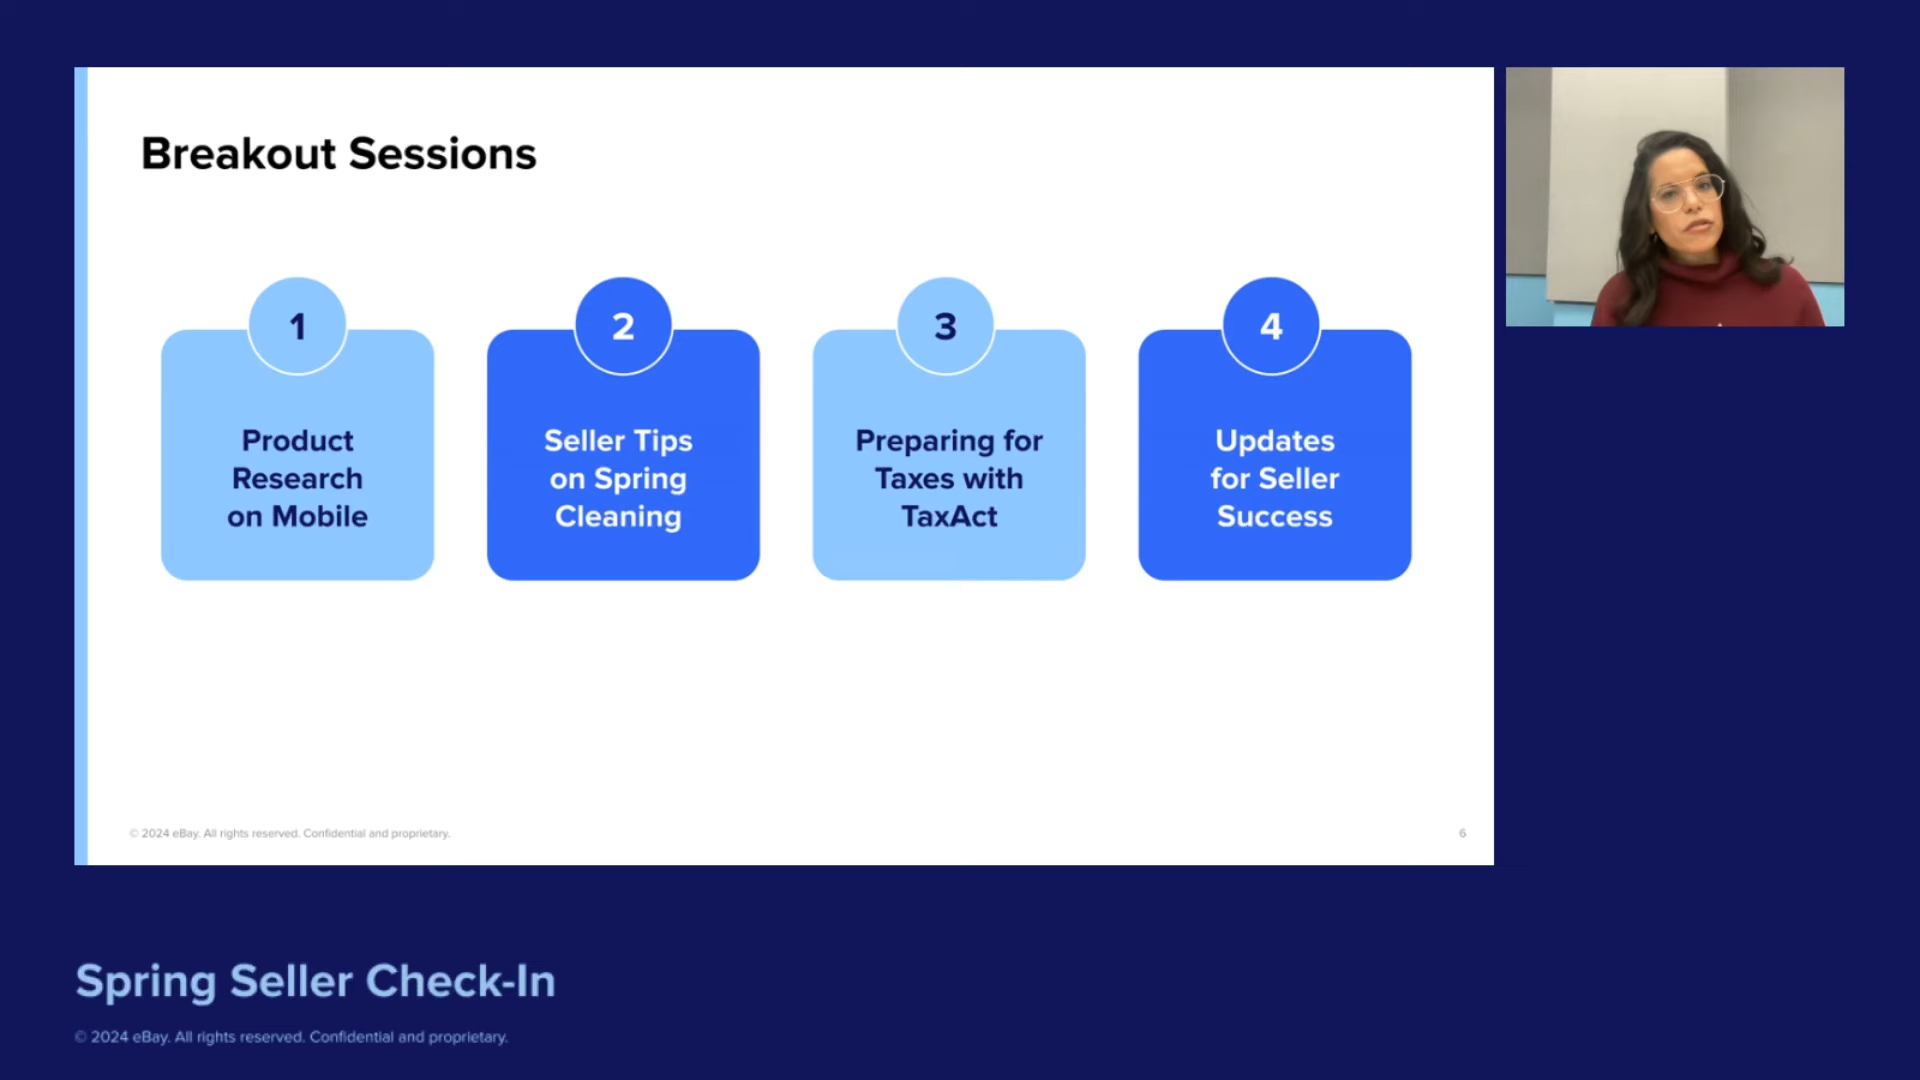 Breakout Sessions
1
Product
Research
on Mobile
2
Seller Tips
on Spring
Cleaning
3
Preparing for
Taxes with
TaxAct
4
Updates
for Seller
Success
© 2024 eBay. All rights reserved. Confidential and proprietary.
6
Spring Seller Check-In
© 2024 eBay. All rights reserved. Confidential and proprietary.